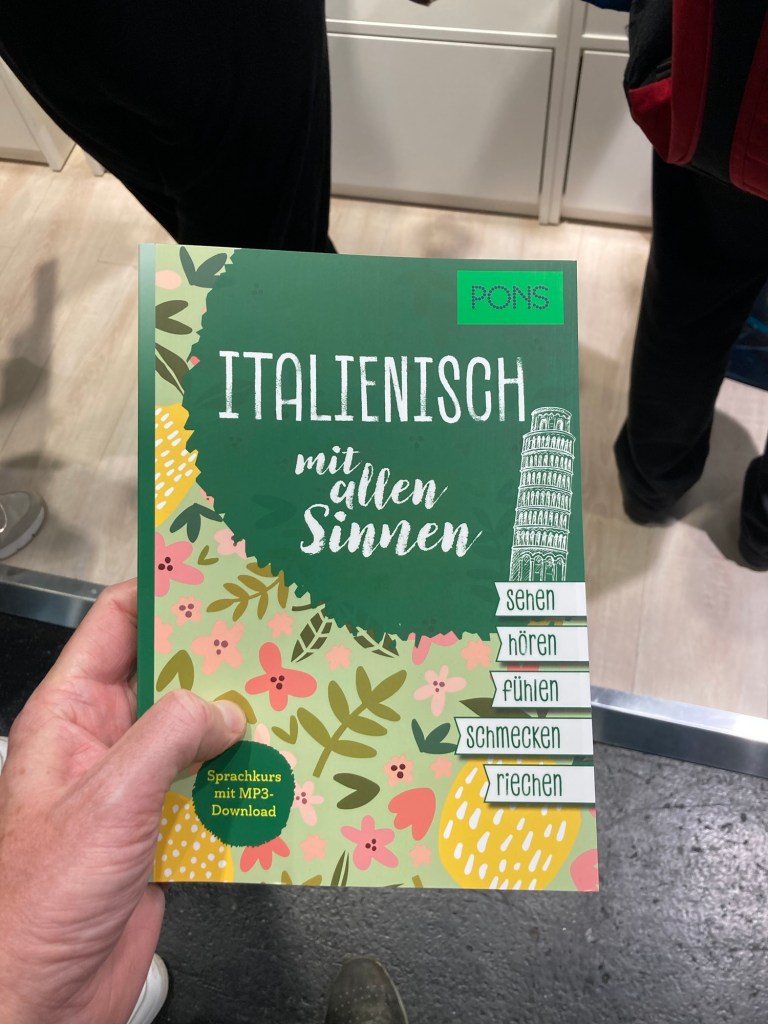 PONS
ITALIENISCH
mit
allen
Sinnen
sehen
hören
fühlen
schmecken
riechen
Sprachkurs
mit MP3-
Download